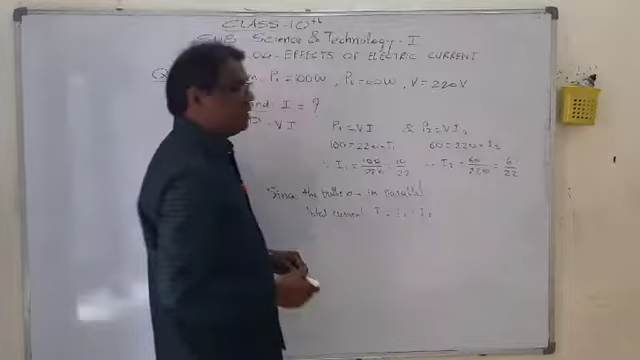 CLASS-10th
SUB Science & Technology - I
04. EFFECTS OF ELECTRIC CURRENT
Q P1 = 100W , P2 = 60W , V = 220V
I = ?
P = VI P1 = VI & P2 = VI2
100 = 220 × I1 60 = 220 × I2
∴ I1 = 100/220 = 10/22 ∴ I2 = 60/220 = 6/22
Since the bulbs are in parallel
Total current I = I1 + I2